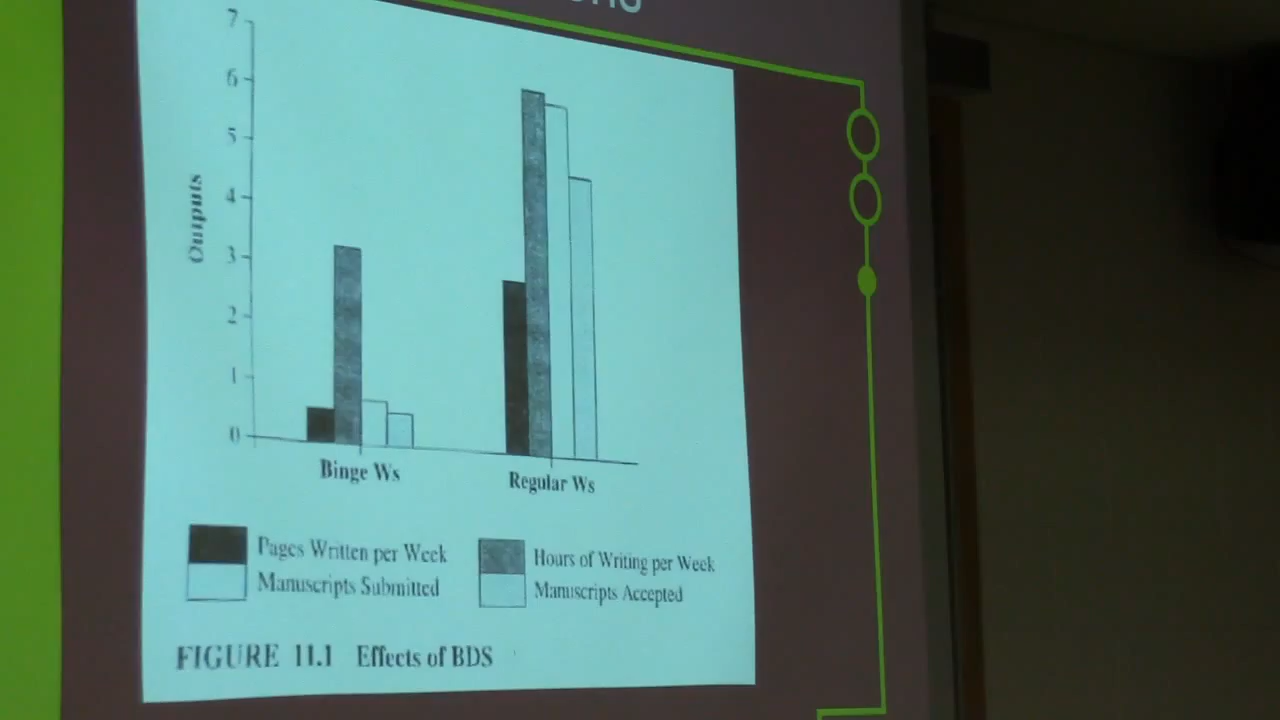 7
6
5
4
3
2
1
0
Outputs
Binge Ws
Regular Ws
Pages Written per Week
Hours of Writing per Week
Manuscripts Submitted
Manuscripts Accepted
FIGURE 11.1 Effects of BDS